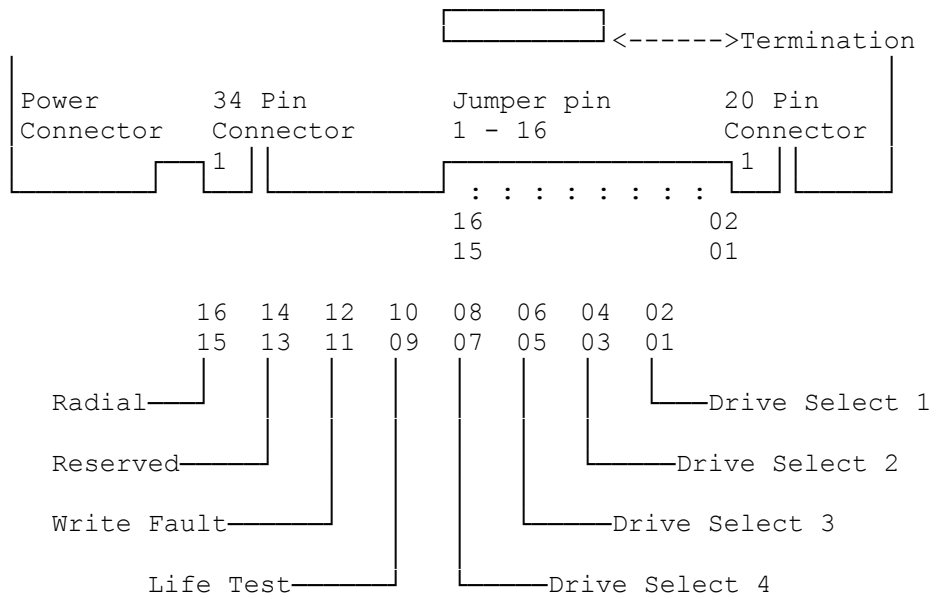 <------>Termination
Power 34 Pin Jumper pin 20 Pin
Connector Connector 1 - 16 Connector
1 1
: : : : : : : :
16 02
15 01
16 14 12 10 08 06 04 02
15 13 11 09 07 05 03 01
Radial Drive Select 1
Reserved Drive Select 2
Write Fault Drive Select 3
Life Test Drive Select 4